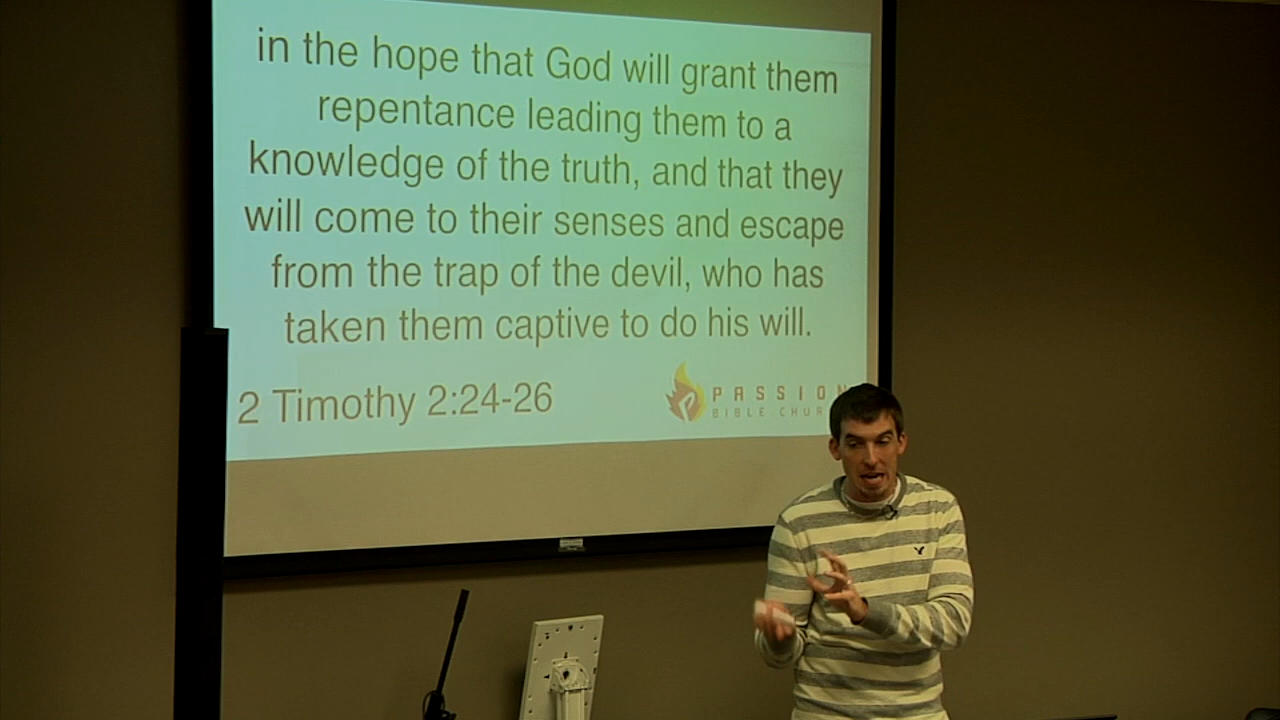 in the hope that God will grant them
repentance leading them to a
knowledge of the truth, and that they
will come to their senses and escape
from the trap of the devil, who has
taken them captive to do his will.
2 Timothy 2:24-26
PASSION
BIBLE CHUR